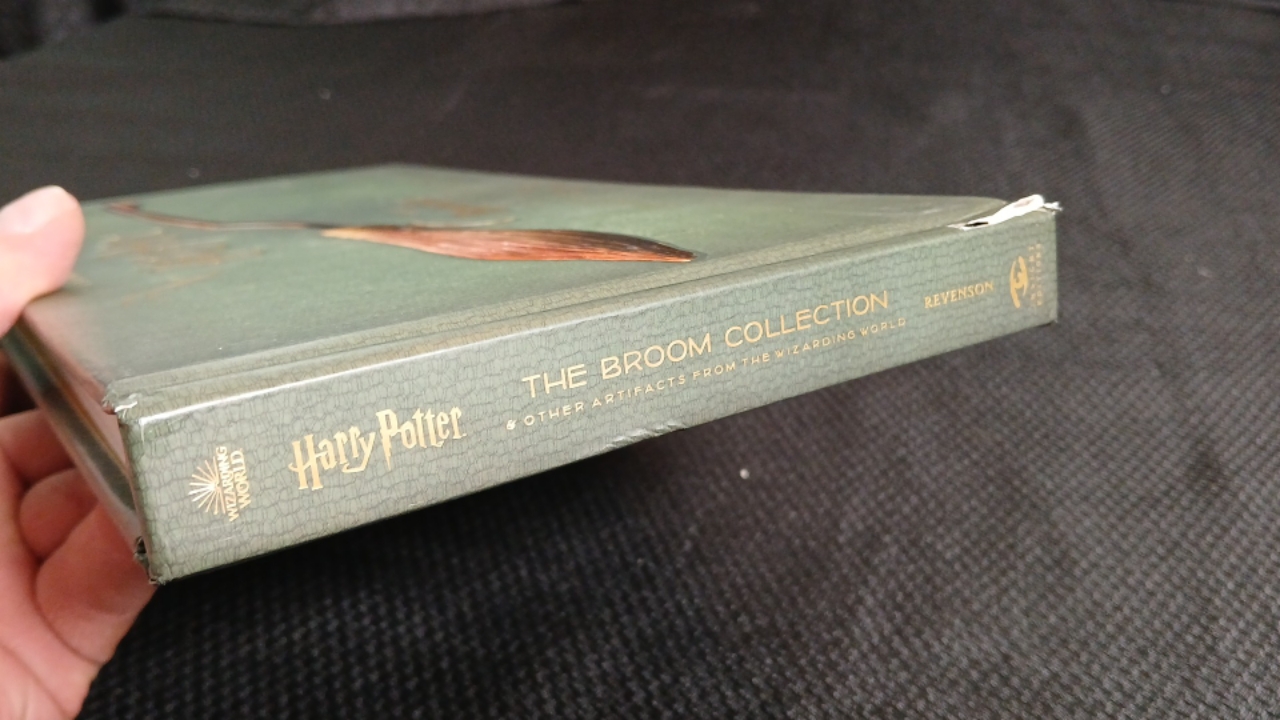 WIZARDING
WORLD
Harry Potter
THE BROOM COLLECTION
& OTHER ARTIFACTS FROM THE WIZARDING WORLD
REVENSON